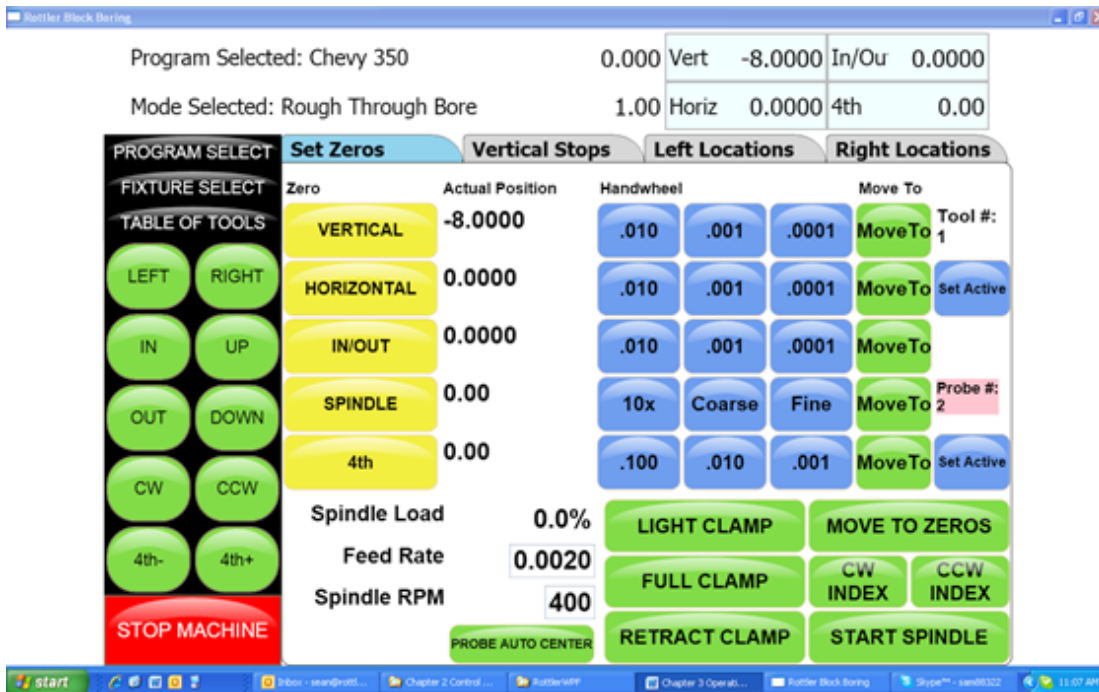 Rottler Block Boring
Program Selected: Chevy 350 0.000 Vert -8.0000 In/Ou 0.0000
Mode Selected: Rough Through Bore 1.00 Horiz 0.0000 4th 0.00
PROGRAM SELECT Set Zeros Vertical Stops Left Locations Right Locations
FIXTURE SELECT Zero Actual Position Handwheel Move To
TABLE OF TOOLS VERTICAL -8.0000 .010 .001 .0001 MoveTo Tool #:
1
LEFT RIGHT HORIZONTAL 0.0000 .010 .001 .0001 MoveTo Set Active
IN UP IN/OUT 0.0000 .010 .001 .0001 MoveTo
OUT DOWN SPINDLE 0.00 10x Coarse Fine MoveTo Probe #:
2
CW CCW 4th 0.00 .100 .010 .001 MoveTo Set Active
Spindle Load 0.0% LIGHT CLAMP MOVE TO ZEROS
4th- 4th+ Feed Rate 0.0020 FULL CLAMP CW INDEX CCW INDEX
Spindle RPM 400
STOP MACHINE PROBE AUTO CENTER RETRACT CLAMP START SPINDLE
start Inbox - sean@rottl... Chapter 2 Control ... RottlerWPF Chapter 3 Operati... Rottler Block Boring Skype™ - sam88322 11:07 AM